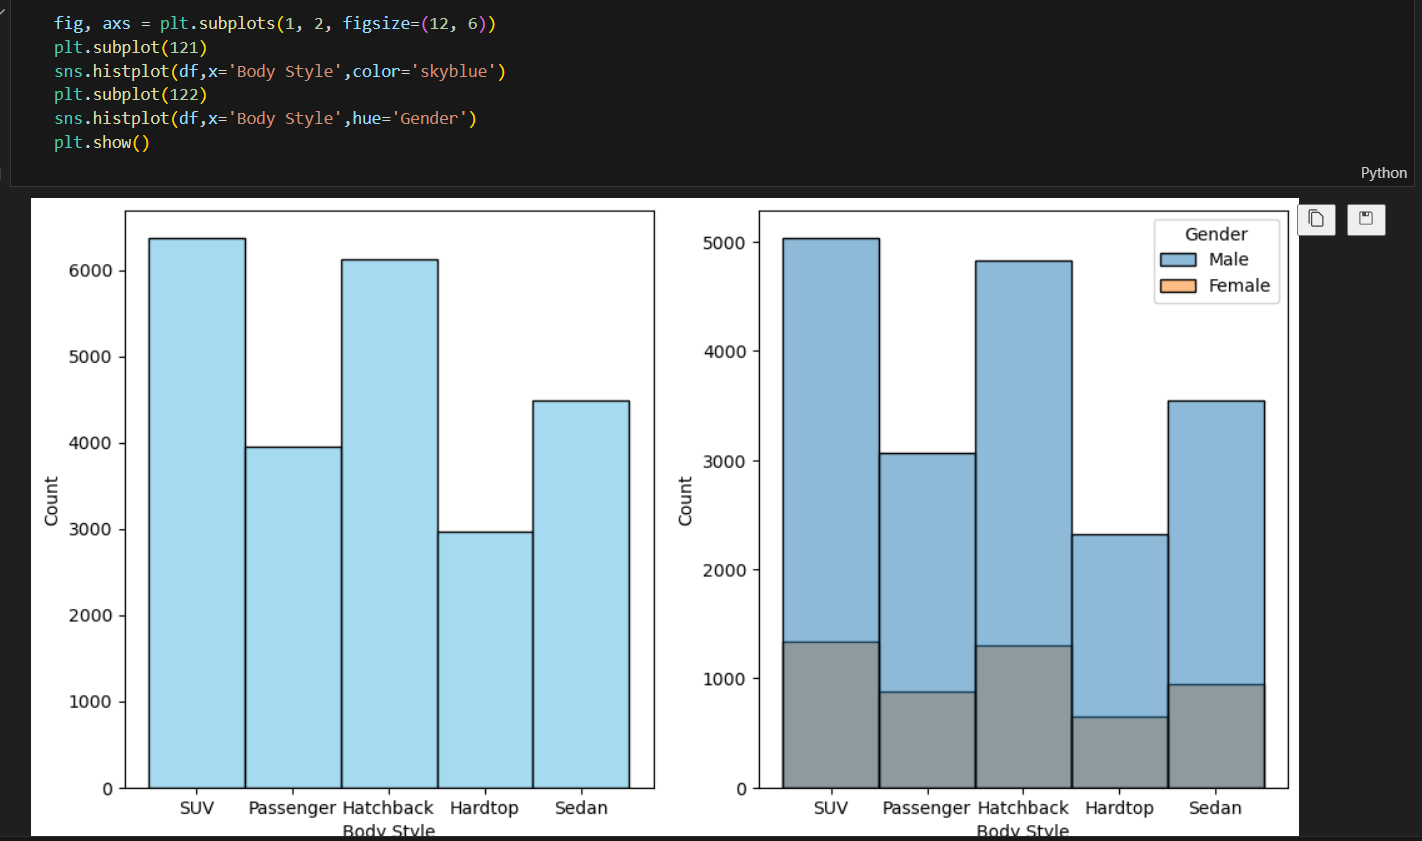 fig, axs = plt.subplots(1, 2, figsize=(12, 6))
plt.subplot(121)
sns.histplot(df,x='Body Style',color='skyblue')
plt.subplot(122)
sns.histplot(df,x='Body Style',hue='Gender')
plt.show()
Python
6000
5000
4000
3000
2000
1000
0
Count
SUV Passenger Hatchback Hardtop Sedan
Body Style
5000
4000
3000
2000
1000
0
Count
Gender
Male
Female
SUV Passenger Hatchback Hardtop Sedan
Body Style